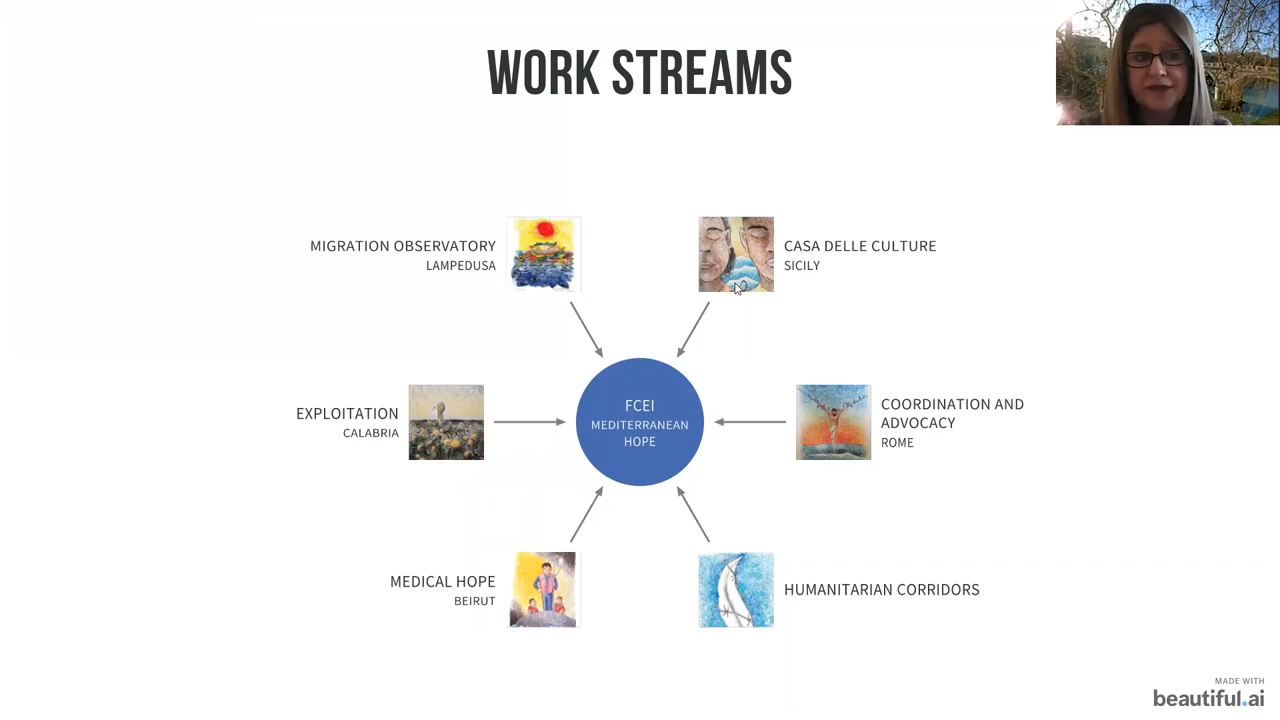 WORK STREAMS
MIGRATION OBSERVATORY
LAMPEDUSA
CASA DELLE CULTURE
SICILY
EXPLOITATION
CALABRIA
FCEI
MEDITERRANEAN
HOPE
COORDINATION AND
ADVOCACY
ROME
MEDICAL HOPE
BEIRUT
HUMANITARIAN CORRIDORS
MADE WITH
beautiful.ai